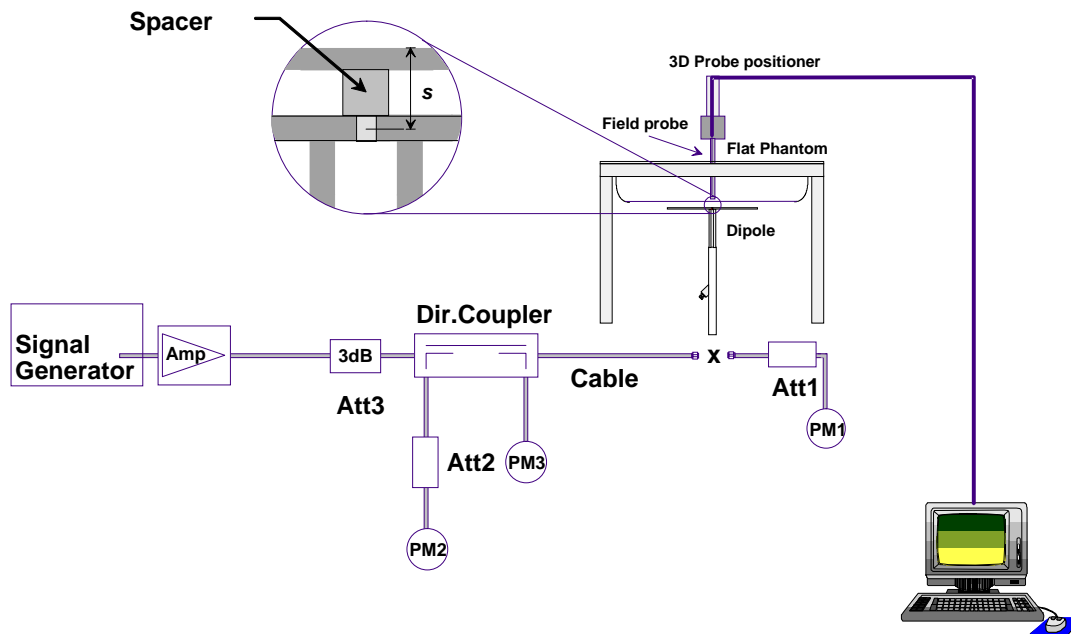 Spacer
s
3D Probe positioner
Field probe
Flat Phantom
Dipole
Dir.Coupler
Signal
Generator
Amp
3dB
Cable
x
Att1
Att3
PM1
Att2
PM3
PM2